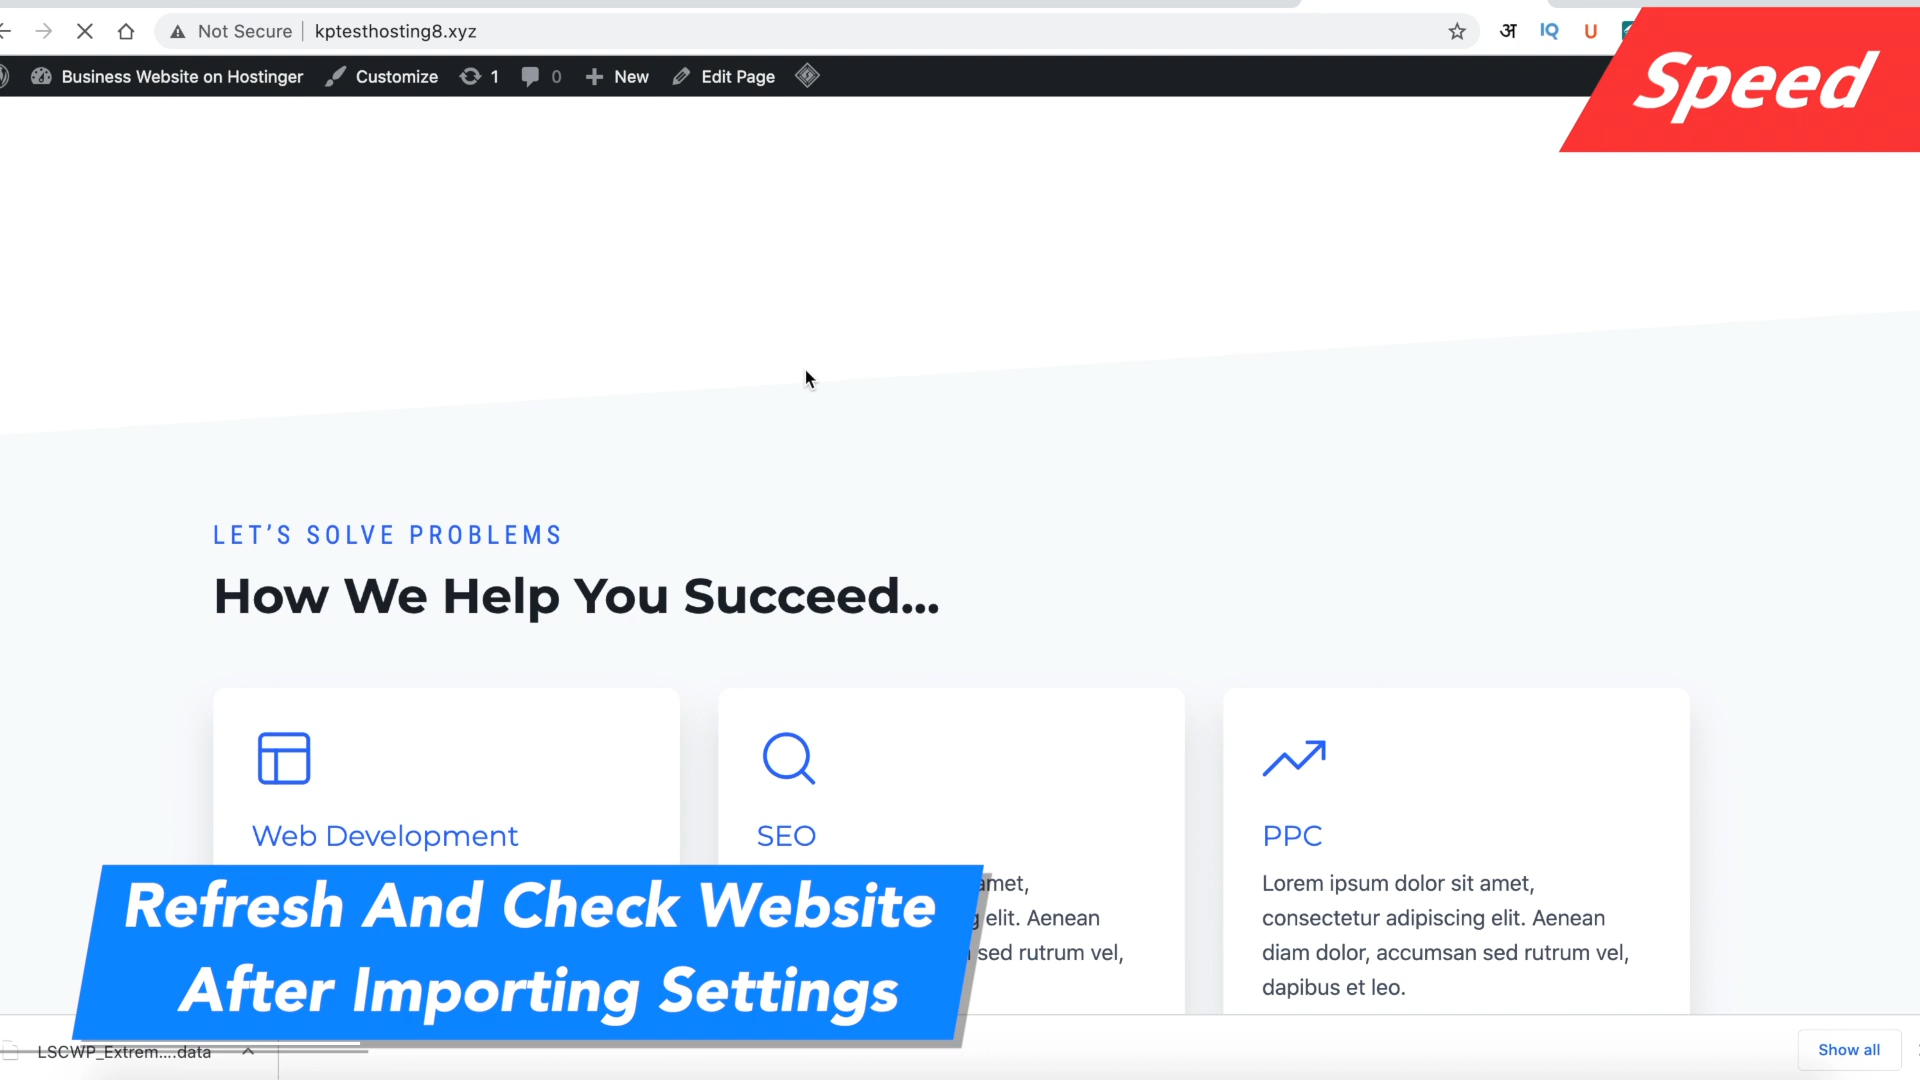 Not Secure
kptesthosting8.xyz
अ
IQ
U
Speed
Business Website on Hostinger
Customize
1
0
New
Edit Page
LET'S SOLVE PROBLEMS
How We Help You Succeed...
Web Development
SEO
amet,
elit. Aenean
sed rutrum vel,
PPC
Lorem ipsum dolor sit amet,
consectetur adipiscing elit. Aenean
diam dolor, accumsan sed rutrum vel,
dapibus et leo.
Refresh And Check Website
After Importing Settings
LSCWP_Extrem....data
Show all